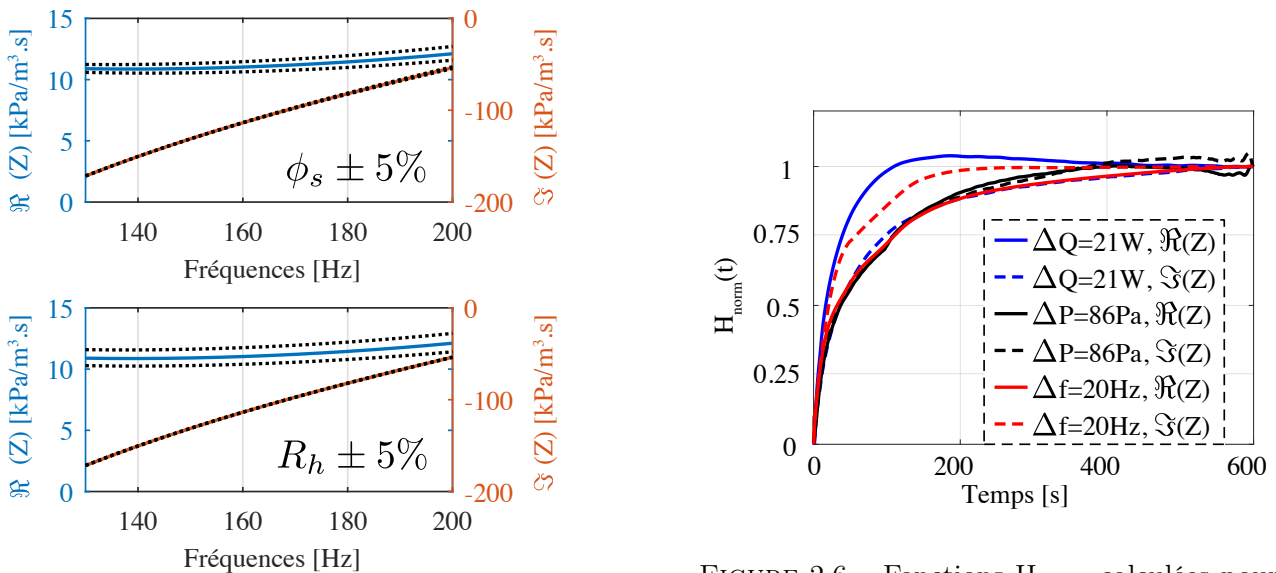 15
10
5
0
ℜ (Z) [kPa/m³.s]
0
-100
-200
ℑ (Z) [kPa/m³.s]
ϕₛ ± 5%
140 160 180 200
Fréquences [Hz]
15
10
5
0
ℜ (Z) [kPa/m³.s]
0
-100
-200
ℑ (Z) [kPa/m³.s]
Rₕ ± 5%
140 160 180 200
Fréquences [Hz]
1
0.75
0.5
0.25
0
H_norm(t)
ΔQ=21W, ℜ(Z)
ΔQ=21W, ℑ(Z)
ΔP=86Pa, ℜ(Z)
ΔP=86Pa, ℑ(Z)
Δf=20Hz, ℜ(Z)
Δf=20Hz, ℑ(Z)
0 200 400 600
Temps [s]